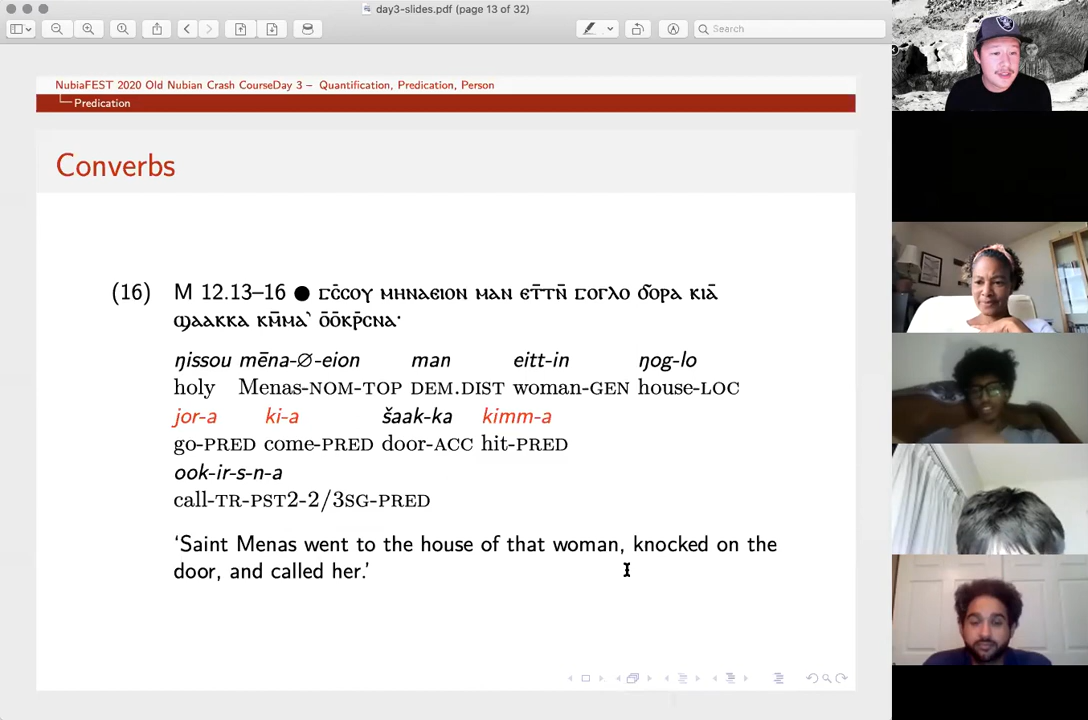 day3-slides.pdf (page 13 of 32)
Search
NubiaFEST 2020 Old Nubian Crash CourseDay 3 – Quantification, Predication, Person
Predication
Converbs
(16) M 12.13–16 ● ⳟⲥ̄ⲥⲟⲩ ⲙⲏⲛⲁⲉⲓⲟⲛ ⲙⲁⲛ ⲉⲧ̄ⲧⲛ̄ ⳟⲟⲅⲗⲟ ϭⲟⲣⲁ ⲕⲓⲁ̄
ϣⲁⲁⲕⲕⲁ ⲕⲙ̄ⲙⲁ̀ ⲟ̄ⲟ̄ⲕⲣ̄ⲥⲛⲁ·
ŋissou mēna-∅-eion man eitt-in ŋog-lo
holy Menas-NOM-TOP DEM.DIST woman-GEN house-LOC
jor-a ki-a šaak-ka kimm-a
go-PRED come-PRED door-ACC hit-PRED
ook-ir-s-n-a
call-TR-PST2-2/3SG-PRED
‘Saint Menas went to the house of that woman, knocked on the
door, and called her.’